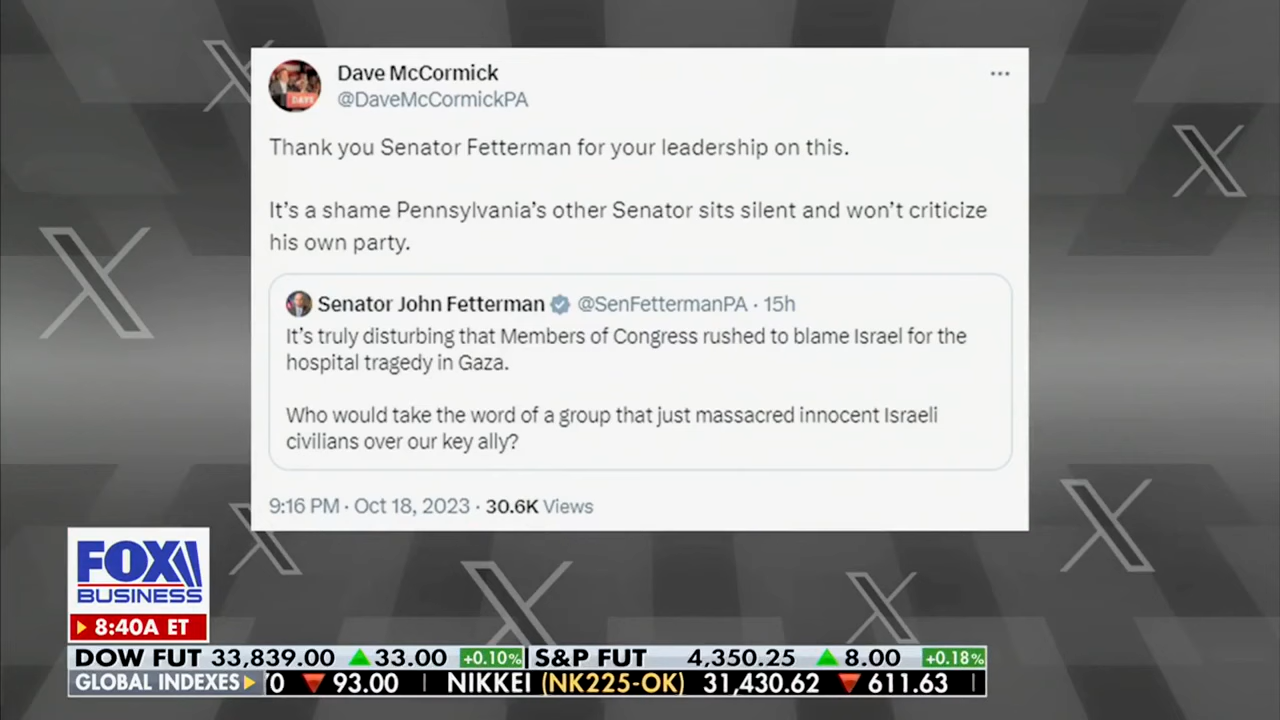 Dave McCormick
@DaveMcCormickPA
Thank you Senator Fetterman for your leadership on this.
It's a shame Pennsylvania's other Senator sits silent and won't criticize
his own party.
Senator John Fetterman @SenFettermanPA · 15h
It's truly disturbing that Members of Congress rushed to blame Israel for the
hospital tragedy in Gaza.
Who would take the word of a group that just massacred innocent Israeli
civilians over our key ally?
9:16 PM · Oct 18, 2023 · 30.6K Views
FOX
BUSINESS
8:40A ET
DOW FUT 33,839.00 ▲ 33.00 +0.10% S&P FUT 4,350.25 ▲ 8.00 +0.18%
GLOBAL INDEXES 70 ▼ 93.00 | NIKKEI (NK225-OK) 31,430.62 ▼ 611.63 |